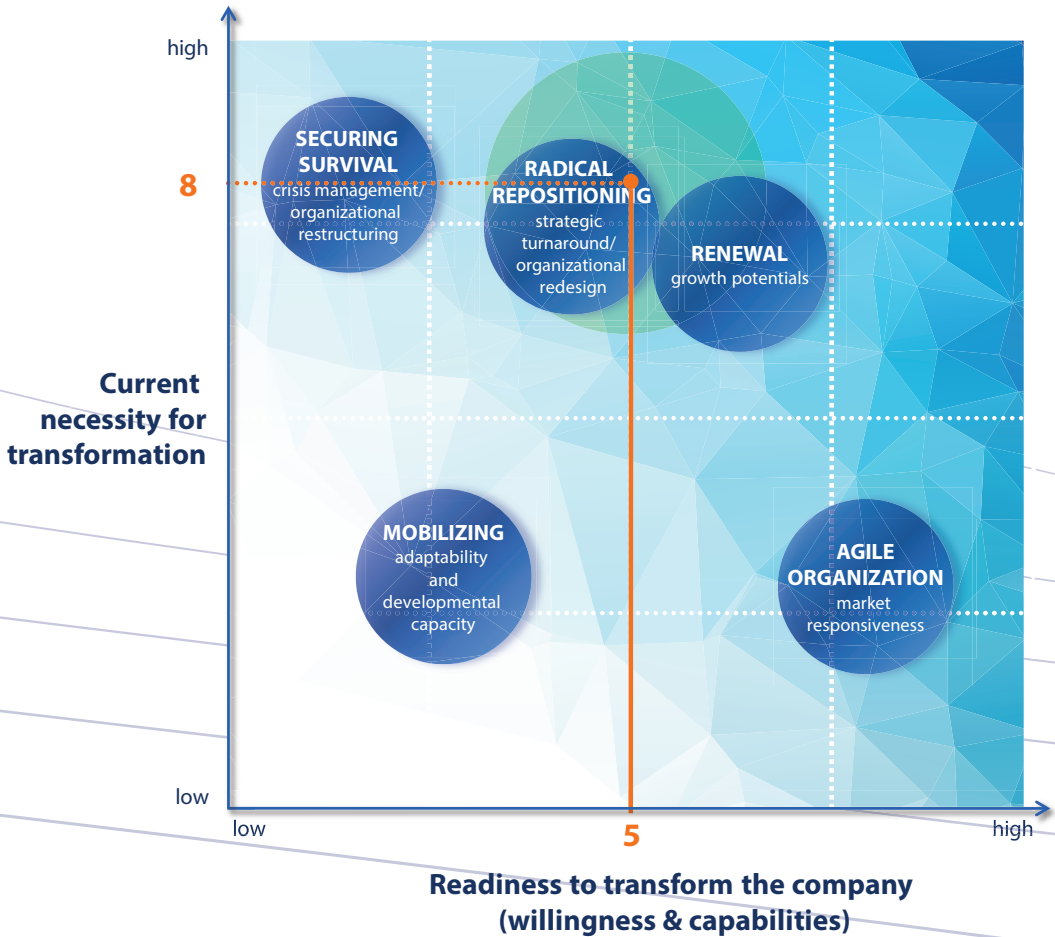 high
8
SECURING
SURVIVAL
crisis management/
organizational
restructuring
RADICAL
REPOSITIONING
strategic
turnaround/
organizational
redesign
RENEWAL
growth potentials
Current
necessity for
transformation
MOBILIZING
adaptability
and
developmental
capacity
AGILE
ORGANIZATION
market
responsiveness
low
low
5
high
Readiness to transform the company
(willingness & capabilities)